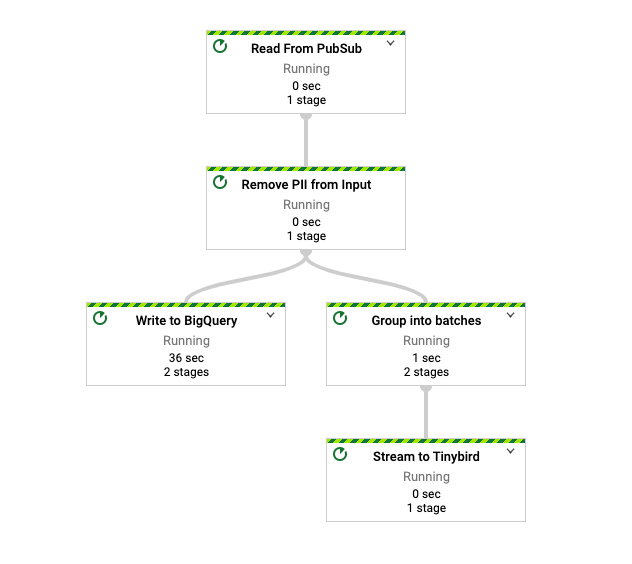 Read From PubSub
Running
0 sec
1 stage
Remove PII from Input
Running
0 sec
1 stage
Write to BigQuery
Running
36 sec
2 stages
Group into batches
Running
1 sec
2 stages
Stream to Tinybird
Running
0 sec
1 stage